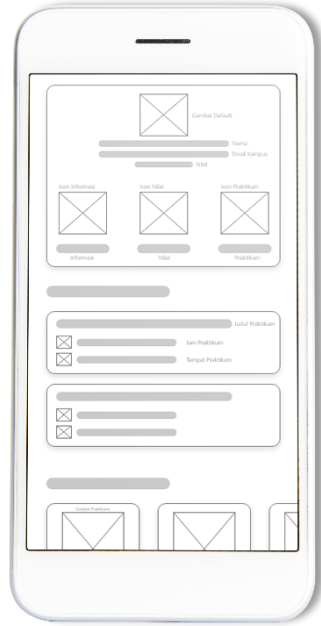 Gambar Default
Nama
Email Kampus
NIM
Icon Informasi
Icon Nilai
Icon Praktikum
Informasi
Nilai
Praktikum
Judul Praktikum
Jam Praktikum
Tempat Praktikum
Praktikum